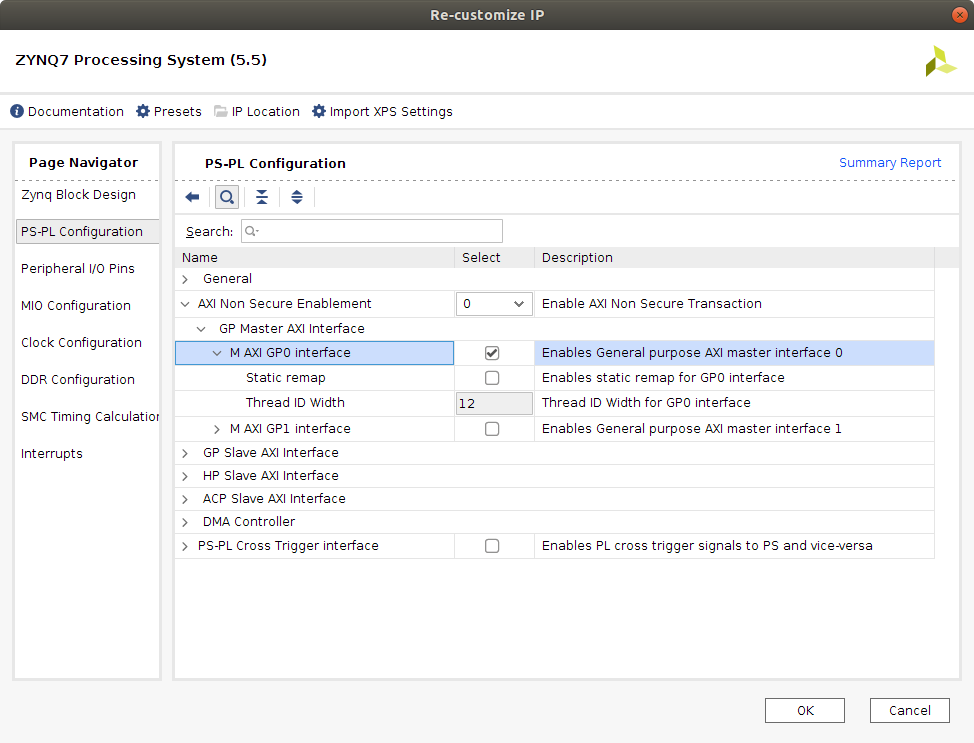 Re-customize IP
ZYNQ7 Processing System (5.5)
Documentation Presets IP Location Import XPS Settings
Page Navigator
Zynq Block Design
PS-PL Configuration
Peripheral I/O Pins
MIO Configuration
Clock Configuration
DDR Configuration
SMC Timing Calculation
Interrupts
PS-PL Configuration Summary Report
Search:
Name Select Description
General
AXI Non Secure Enablement 0 Enable AXI Non Secure Transaction
GP Master AXI Interface
M AXI GP0 interface Enables General purpose AXI master interface 0
Static remap Enables static remap for GP0 interface
Thread ID Width 12 Thread ID Width for GP0 interface
M AXI GP1 interface Enables General purpose AXI master interface 1
GP Slave AXI Interface
HP Slave AXI Interface
ACP Slave AXI Interface
DMA Controller
PS-PL Cross Trigger interface Enables PL cross trigger signals to PS and vice-versa
OK Cancel